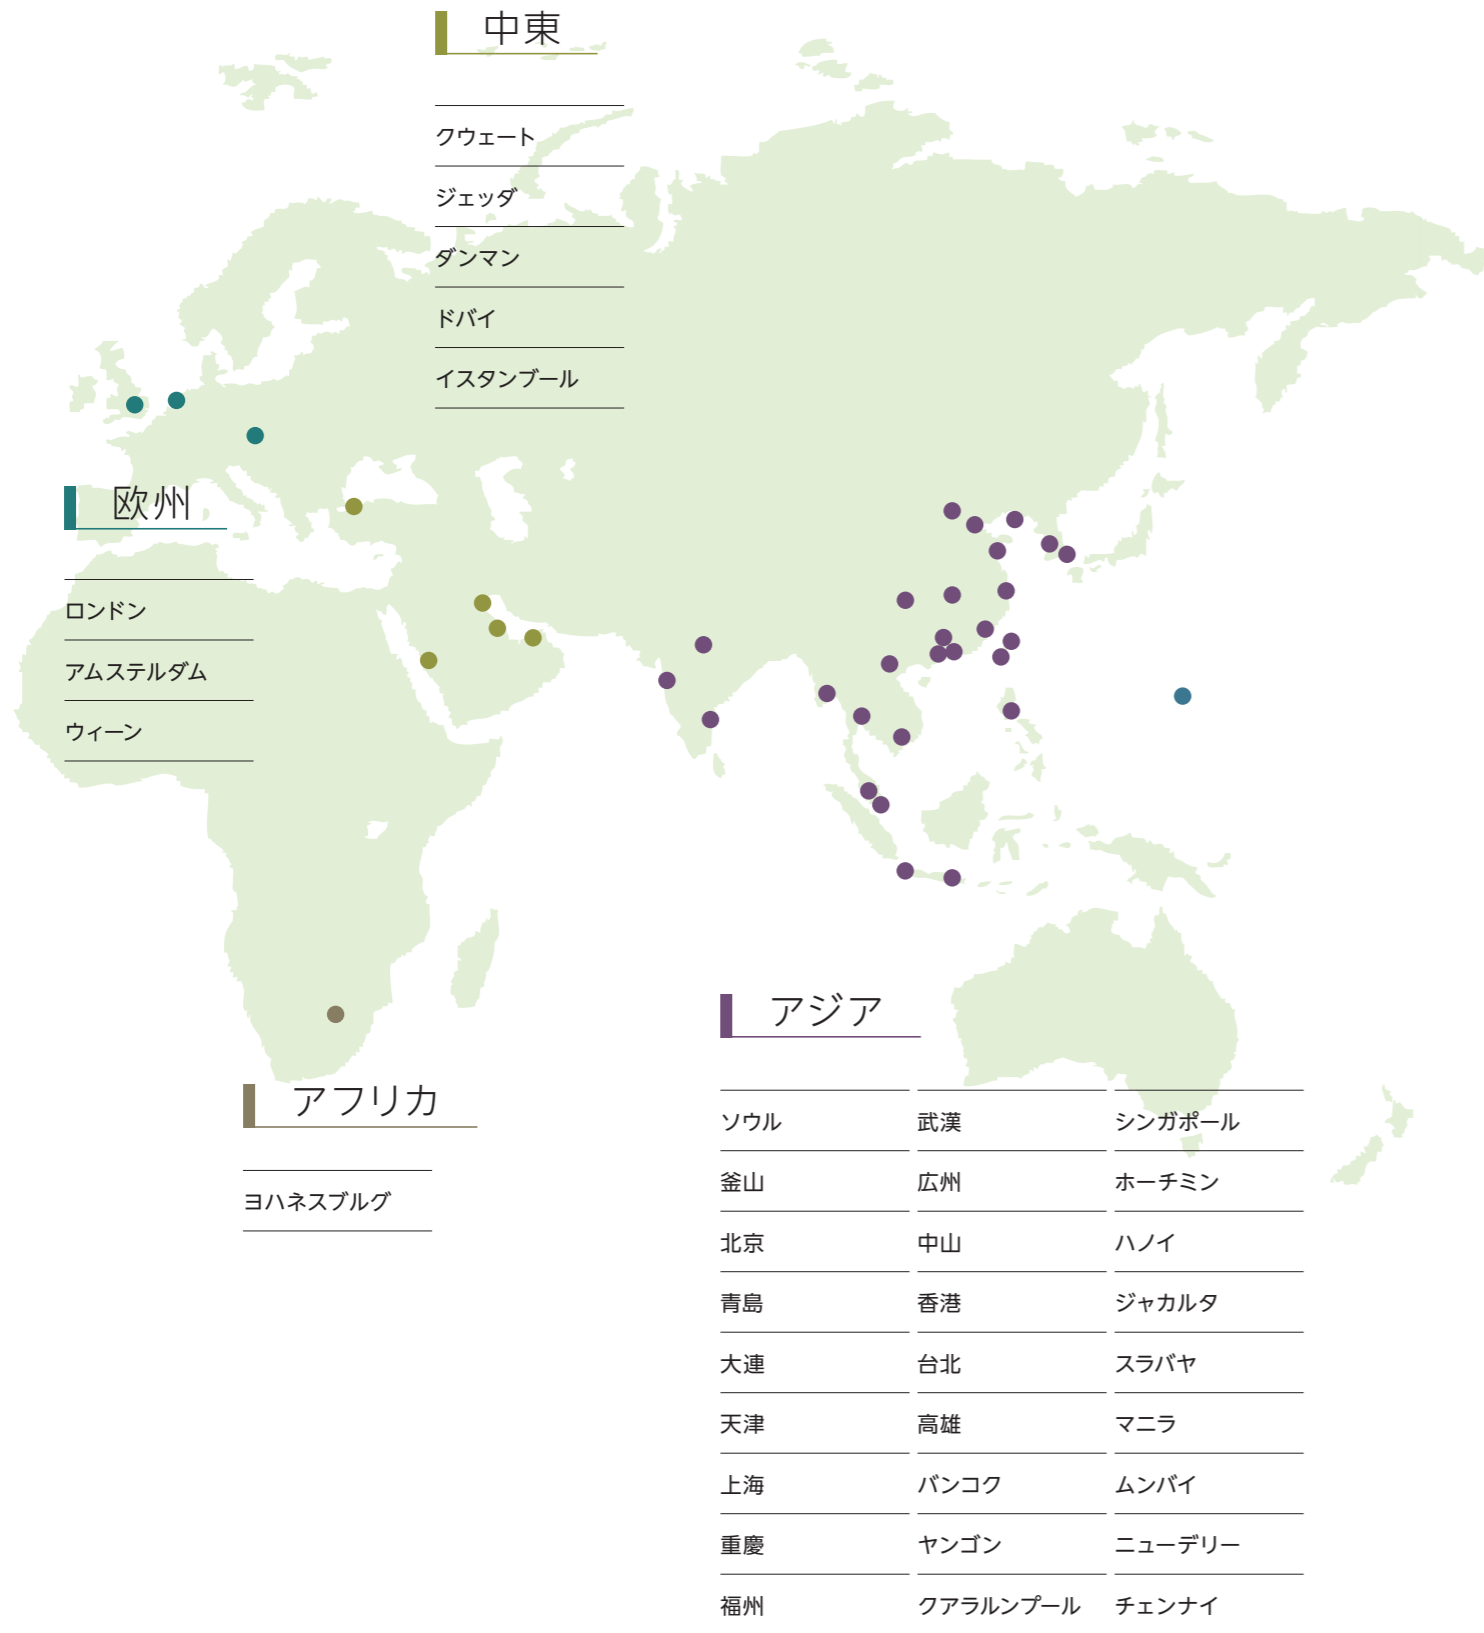 中東
クウェート
ジェッダ
ダンマン
ドバイ
イスタンブール
欧州
ロンドン
アムステルダム
ウィーン
アフリカ
ヨハネスブルグ
アジア
ソウル
釜山
北京
青島
大連
天津
上海
重慶
福州
武漢
広州
中山
香港
台北
高雄
バンコク
ヤンゴン
クアラルンプール
シンガポール
ホーチミン
ハノイ
ジャカルタ
スラバヤ
マニラ
ムンバイ
ニューデリー
チェンナイ